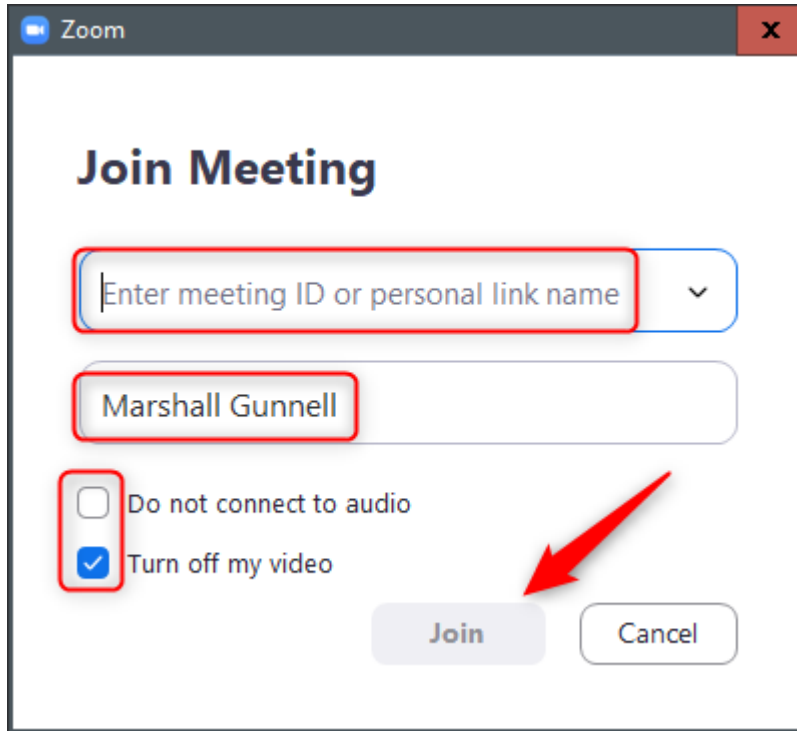 Zoom
Join Meeting
Enter meeting ID or personal link name
Marshall Gunnell
Do not connect to audio
Turn off my video
Join Cancel